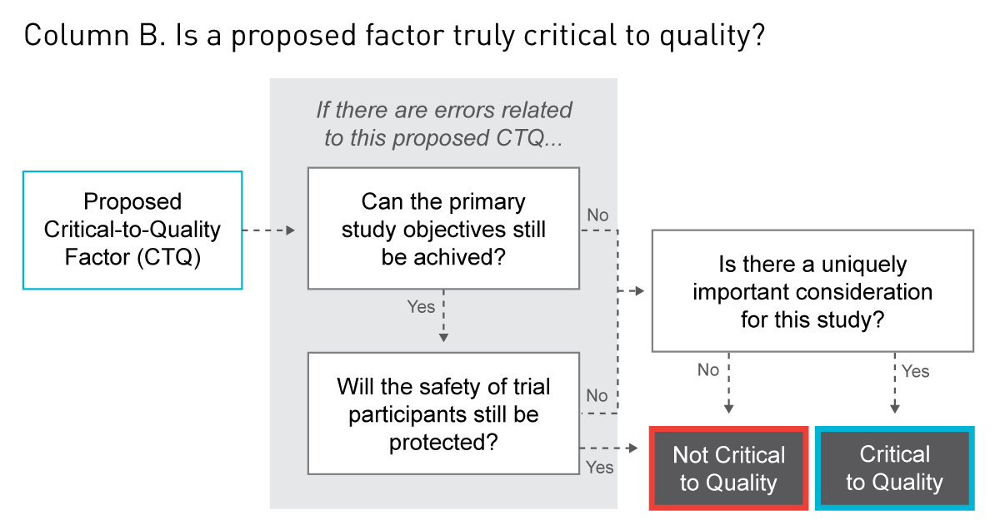 Column B. Is a proposed factor truly critical to quality?
If there are errors related
to this proposed CTQ...
Proposed
Critical-to-Quality
Factor (CTQ)
Can the primary
study objectives still
be achived?
No
Yes
Is there a uniquely
important consideration
for this study?
Will the safety of trial
participants still be
protected?
No
Yes
No
Yes
Not Critical
to Quality
Critical
to Quality